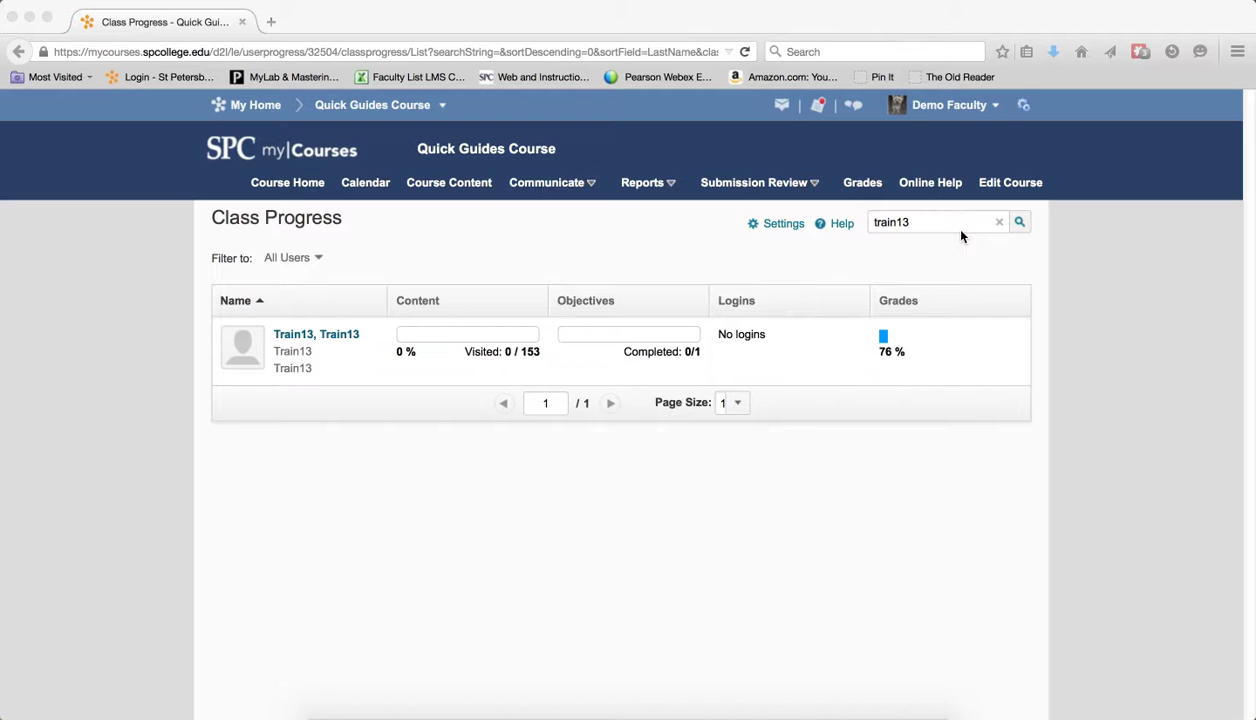 Class Progress - Quick Gui...
https://mycourses.spcollege.edu/d2l/le/userprogress/32504/classprogress/List?searchString=&sortDescending=0&sortField=LastName&clas
Search
Most Visited
Login - St Petersb...
MyLab & Masterin...
Faculty List LMS C...
SPC Web and Instructio...
Pearson Webex E...
Amazon.com: You...
Pin It
The Old Reader
My Home
Quick Guides Course
Demo Faculty
SPC my|Courses
Quick Guides Course
Course Home
Calendar
Course Content
Communicate
Reports
Submission Review
Grades
Online Help
Edit Course
Class Progress
Settings
Help
train13
Filter to: All Users
Name
Content
Objectives
Logins
Grades
Train13, Train13
Train13
Train13
0 %
Visited: 0 / 153
Completed: 0/1
No logins
76 %
1 / 1
Page Size: 1